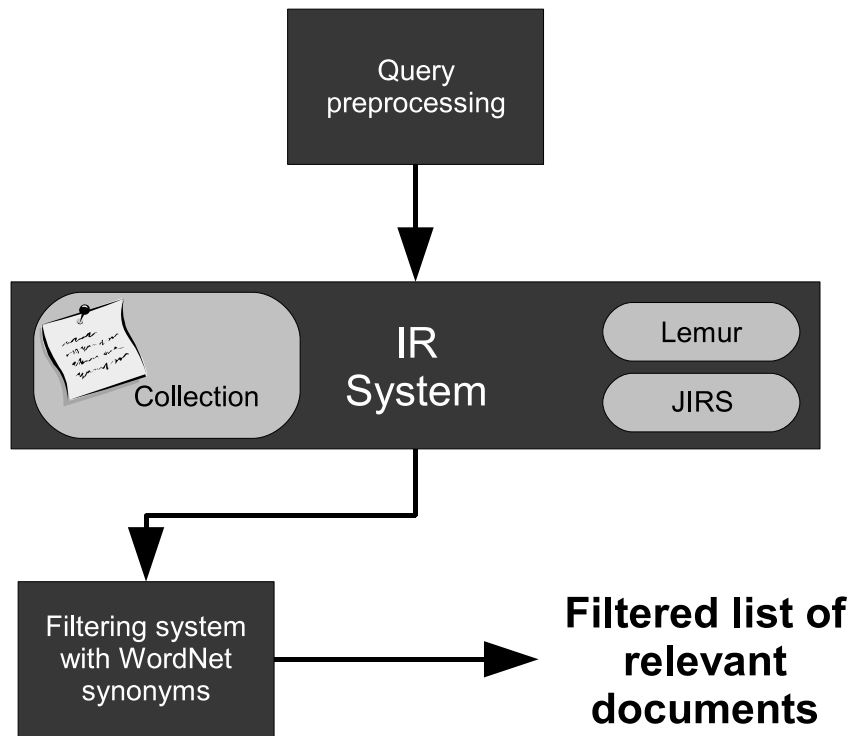 Query
preprocessing
IR
System
Collection
Lemur
JIRS
Filtering system
with WordNet
synonyms
Filtered list of
relevant
documents